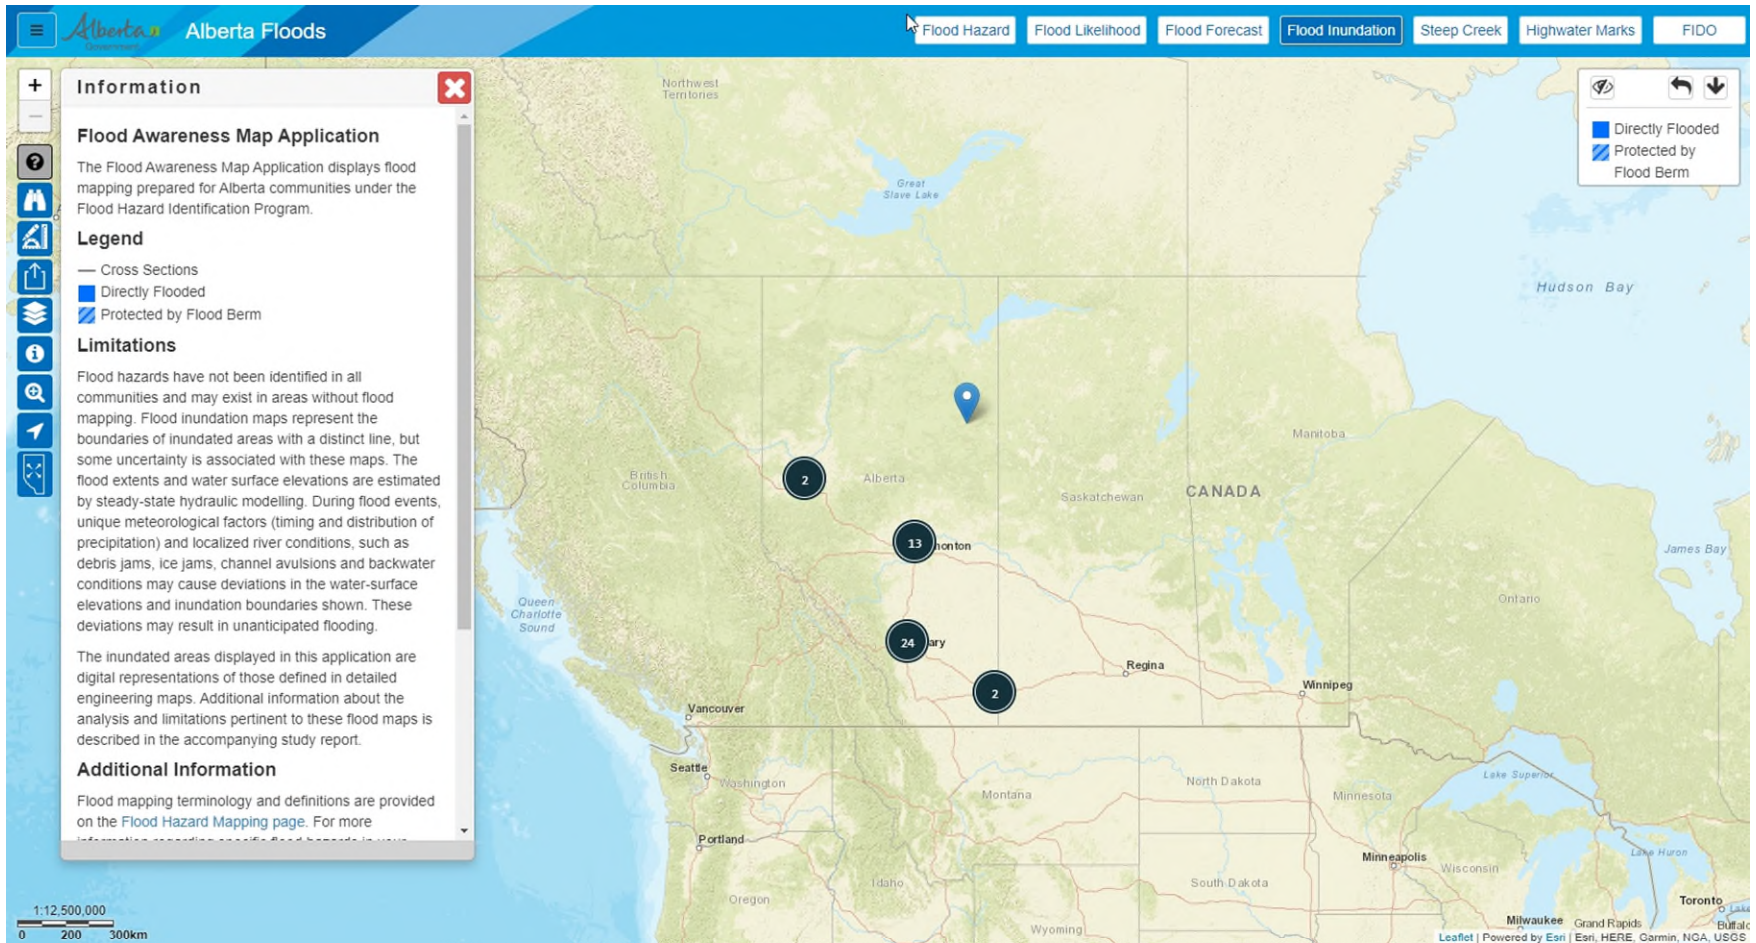 Alberta
Government
Alberta Floods
Flood Hazard
Flood Likelihood
Flood Forecast
Flood Inundation
Steep Creek
Highwater Marks
FIDO
+
−
Information
Flood Awareness Map Application
The Flood Awareness Map Application displays flood
mapping prepared for Alberta communities under the
Flood Hazard Identification Program.
Legend
Cross Sections
Directly Flooded
Protected by Flood Berm
Limitations
Flood hazards have not been identified in all
communities and may exist in areas without flood
mapping. Flood inundation maps represent the
boundaries of inundated areas with a distinct line, but
some uncertainty is associated with these maps. The
flood extents and water surface elevations are estimated
by steady-state hydraulic modelling. During flood events,
unique meteorological factors (timing and distribution of
precipitation) and localized river conditions, such as
debris jams, ice jams, channel avulsions and backwater
conditions may cause deviations in the water-surface
elevations and inundation boundaries shown. These
deviations may result in unanticipated flooding.
The inundated areas displayed in this application are
digital representations of those defined in detailed
engineering maps. Additional information about the
analysis and limitations pertinent to these flood maps is
described in the accompanying study report.
Additional Information
Flood mapping terminology and definitions are provided
on the Flood Hazard Mapping page. For more
information regarding specific flood hazards in your
Directly Flooded
Protected by
Flood Berm
Northwest
Territories
Great
Slave Lake
Hudson Bay
Manitoba
British
Columbia
2
Alberta
Saskatchewan
CANADA
13
nonton
James Bay
Queen
Charlotte
Sound
Ontario
24
ary
Regina
2
Winnipeg
Vancouver
Seattle
Washington
Montana
North Dakota
Minnesota
Lake Superior
Portland
Minneapolis
Wisconsin
Lake Huron
Idaho
South Dakota
Oregon
Toronto
Lake
Milwaukee
Grand Rapids
Buffalo
Wyoming
1:12,500,000
0 200 300km
Leaflet | Powered by Esri | Esri, HERE, Garmin, NGA, USGS